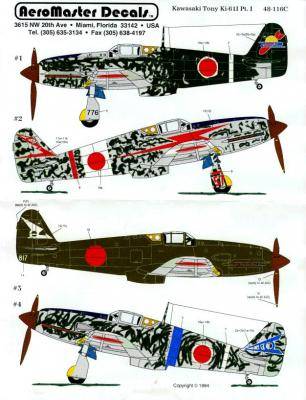 AeroMaster Decals™
Kawasaki Tony Ki-61I Pt. I 48-116C
3615 NW 20th Ave • Miami, Florida 33142 • USA
Tel. (305) 635-3134 • Fax (305) 638-4197
#1
776
#2
#3
817
#4
Copyright © 1994